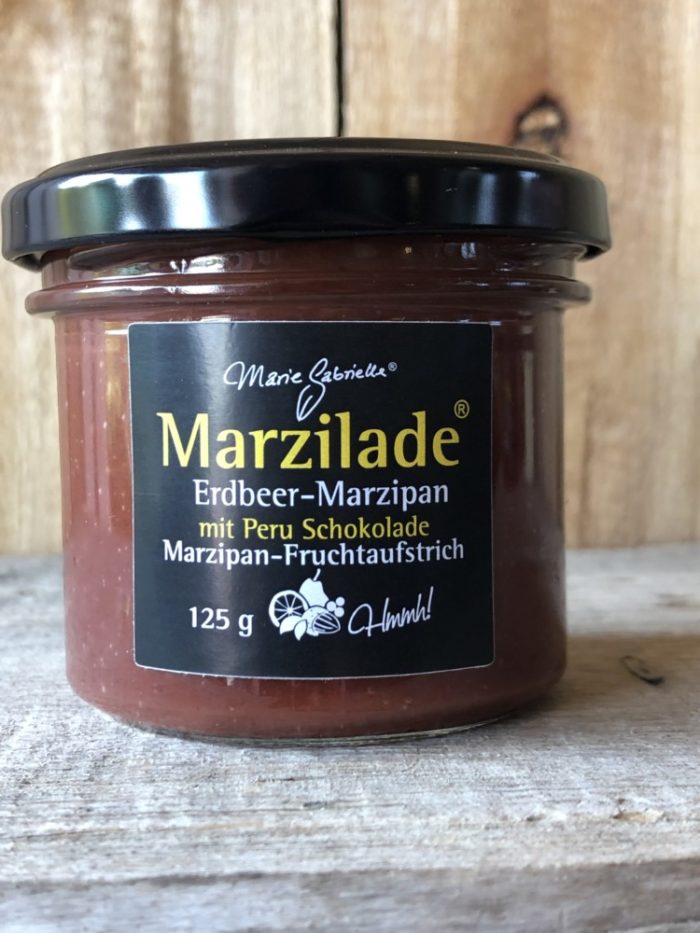 Marie Gabrielle®
Marzilade®
Erdbeer-Marzipan
mit Peru Schokolade
Marzipan-Fruchtaufstrich
125 g Hmmh!